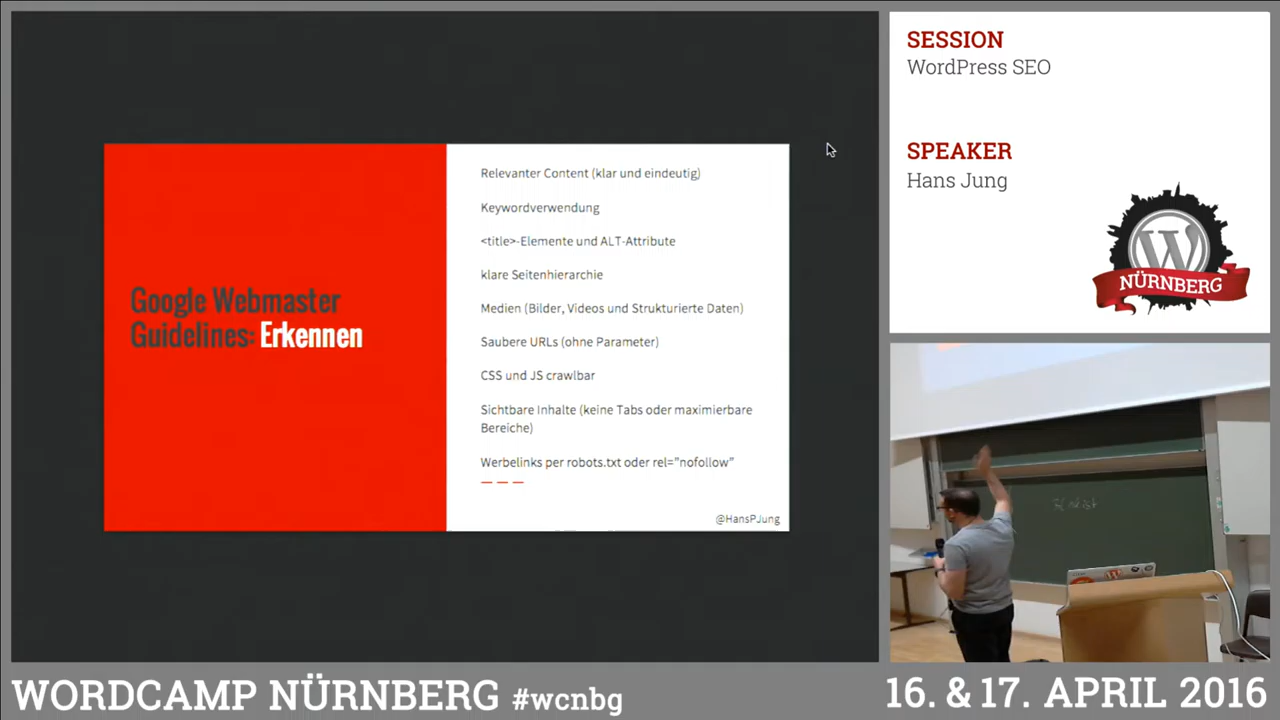 Google Webmaster
Guidelines: Erkennen
Relevanter Content (klar und eindeutig)
Keywordverwendung
<title>-Elemente und ALT-Attribute
klare Seitenhierarchie
Medien (Bilder, Videos und Strukturierte Daten)
Saubere URLs (ohne Parameter)
CSS und JS crawlbar
Sichtbare Inhalte (keine Tabs oder maximierbare
Bereiche)
Werbelinks per robots.txt oder rel="nofollow"
@HansPJung
SESSION
WordPress SEO
SPEAKER
Hans Jung
NÜRNBERG
WORDCAMP NÜRNBERG #wcnbg
16. & 17. APRIL 2016